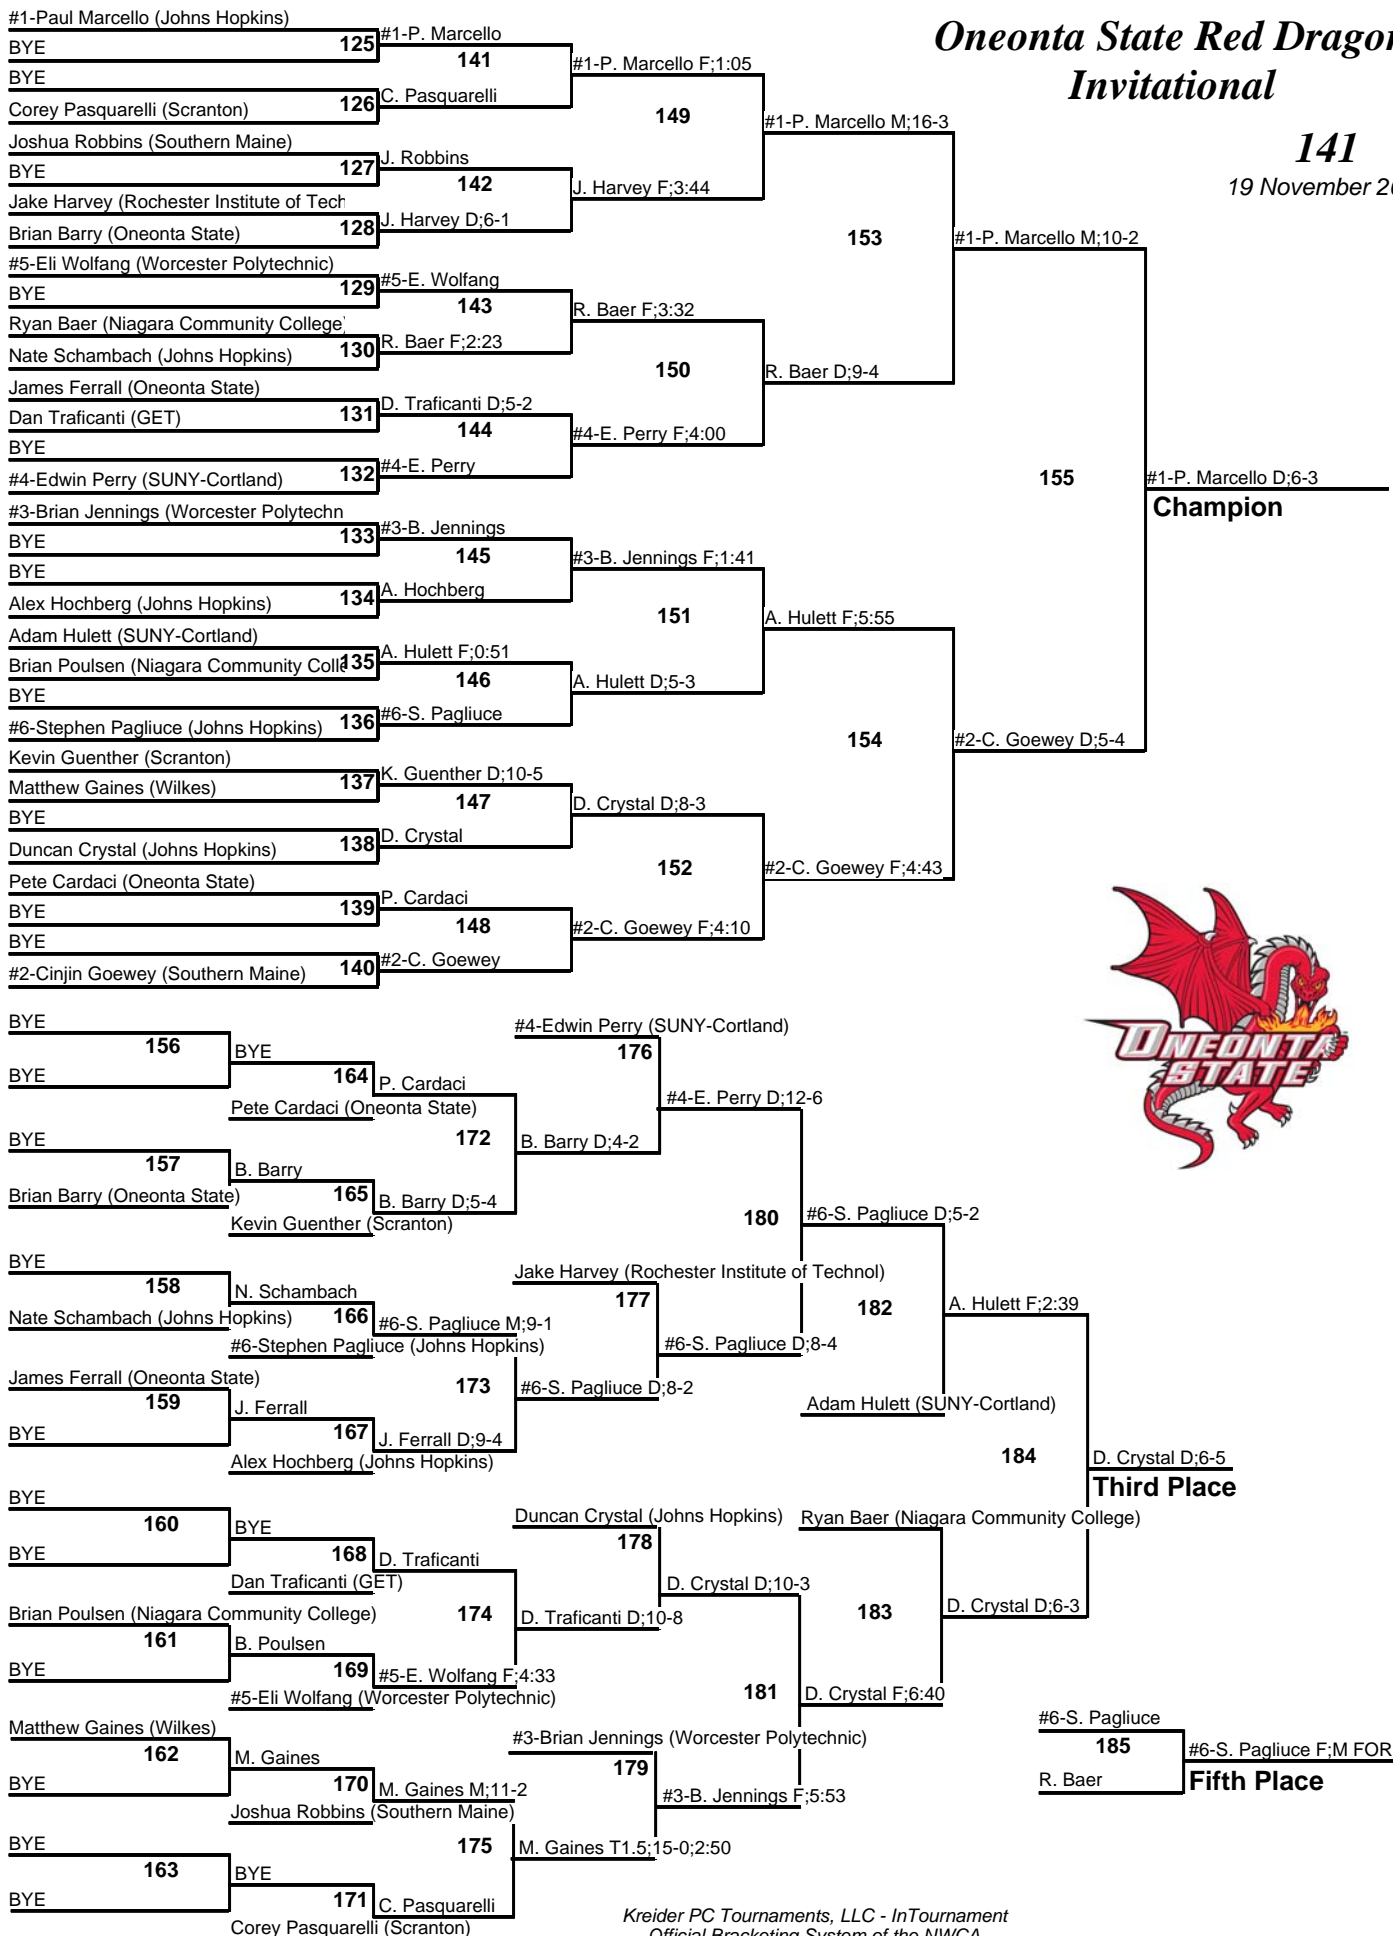 Oneonta State Red Dragon
Invitational
141
19 November 20
#1-Paul Marcello (Johns Hopkins)
BYE
125
BYE
Corey Pasquarelli (Scranton)
126
Joshua Robbins (Southern Maine)
BYE
127
Jake Harvey (Rochester Institute of Tech
Brian Barry (Oneonta State)
128
#5-Eli Wolfang (Worcester Polytechnic)
BYE
129
Ryan Baer (Niagara Community College)
Nate Schambach (Johns Hopkins)
130
James Ferrall (Oneonta State)
Dan Traficanti (GET)
131
BYE
#4-Edwin Perry (SUNY-Cortland)
132
#3-Brian Jennings (Worcester Polytechn
BYE
133
BYE
Alex Hochberg (Johns Hopkins)
134
Adam Hulett (SUNY-Cortland)
Brian Poulsen (Niagara Community Colle
135
BYE
#6-Stephen Pagliuce (Johns Hopkins)
136
Kevin Guenther (Scranton)
Matthew Gaines (Wilkes)
137
BYE
Duncan Crystal (Johns Hopkins)
138
Pete Cardaci (Oneonta State)
BYE
139
BYE
#2-Cinjin Goewey (Southern Maine)
140
#1-P. Marcello
141
C. Pasquarelli
J. Robbins
142
J. Harvey D;6-1
#5-E. Wolfang
143
R. Baer F;2:23
D. Traficanti D;5-2
144
#4-E. Perry
#3-B. Jennings
145
A. Hochberg
A. Hulett F;0:51
146
#6-S. Pagliuce
K. Guenther D;10-5
147
D. Crystal
P. Cardaci
148
#2-C. Goewey
#1-P. Marcello F;1:05
149
J. Harvey F;3:44
R. Baer F;3:32
150
#4-E. Perry F;4:00
#3-B. Jennings F;1:41
151
A. Hulett D;5-3
D. Crystal D;8-3
152
#2-C. Goewey F;4:10
#1-P. Marcello M;16-3
153
R. Baer D;9-4
A. Hulett F;5:55
154
#2-C. Goewey F;4:43
#1-P. Marcello M;10-2
155
#2-C. Goewey D;5-4
#1-P. Marcello D;6-3
Champion
ONEONTA
STATE
BYE
156
BYE
BYE
157
Brian Barry (Oneonta State)
BYE
158
Nate Schambach (Johns Hopkins)
James Ferrall (Oneonta State)
159
BYE
BYE
160
BYE
Brian Poulsen (Niagara Community College)
161
BYE
Matthew Gaines (Wilkes)
162
BYE
BYE
163
BYE
BYE
164
Pete Cardaci (Oneonta State)
B. Barry
165
Kevin Guenther (Scranton)
N. Schambach
166
#6-Stephen Pagliuce (Johns Hopkins)
J. Ferrall
167
Alex Hochberg (Johns Hopkins)
BYE
168
Dan Traficanti (GET)
B. Poulsen
169
#5-Eli Wolfang (Worcester Polytechnic)
M. Gaines
170
Joshua Robbins (Southern Maine)
BYE
171
Corey Pasquarelli (Scranton)
P. Cardaci
172
B. Barry D;5-4
#6-S. Pagliuce M;9-1
173
J. Ferrall D;9-4
D. Traficanti
174
#5-E. Wolfang F;4:33
M. Gaines M;11-2
175
C. Pasquarelli
#4-Edwin Perry (SUNY-Cortland)
176
B. Barry D;4-2
Jake Harvey (Rochester Institute of Technol)
177
#6-S. Pagliuce D;8-2
Duncan Crystal (Johns Hopkins)
178
D. Traficanti D;10-8
#3-Brian Jennings (Worcester Polytechnic)
179
M. Gaines T1.5;15-0;2:50
#4-E. Perry D;12-6
180
#6-S. Pagliuce D;8-4
D. Crystal D;10-3
181
#3-B. Jennings F;5:53
#6-S. Pagliuce D;5-2
182
Adam Hulett (SUNY-Cortland)
Ryan Baer (Niagara Community College)
183
D. Crystal F;6:40
A. Hulett F;2:39
184
D. Crystal D;6-3
D. Crystal D;6-5
Third Place
#6-S. Pagliuce
185
R. Baer
#6-S. Pagliuce F;M FOR
Fifth Place
Kreider PC Tournaments, LLC - InTournament
Official Bracketing System of the NWCA